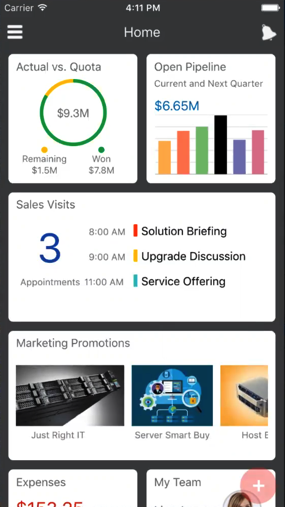 Carrier 4:11 PM
Home
Actual vs. Quota
$9.3M
Remaining
$1.5M
Won
$7.8M
Open Pipeline
Current and Next Quarter
$6.65M
Sales Visits
3
Appointments
8:00 AM Solution Briefing
9:00 AM Upgrade Discussion
11:00 AM Service Offering
Marketing Promotions
Just Right IT
Server Smart Buy
Host
Expenses
My Team
+